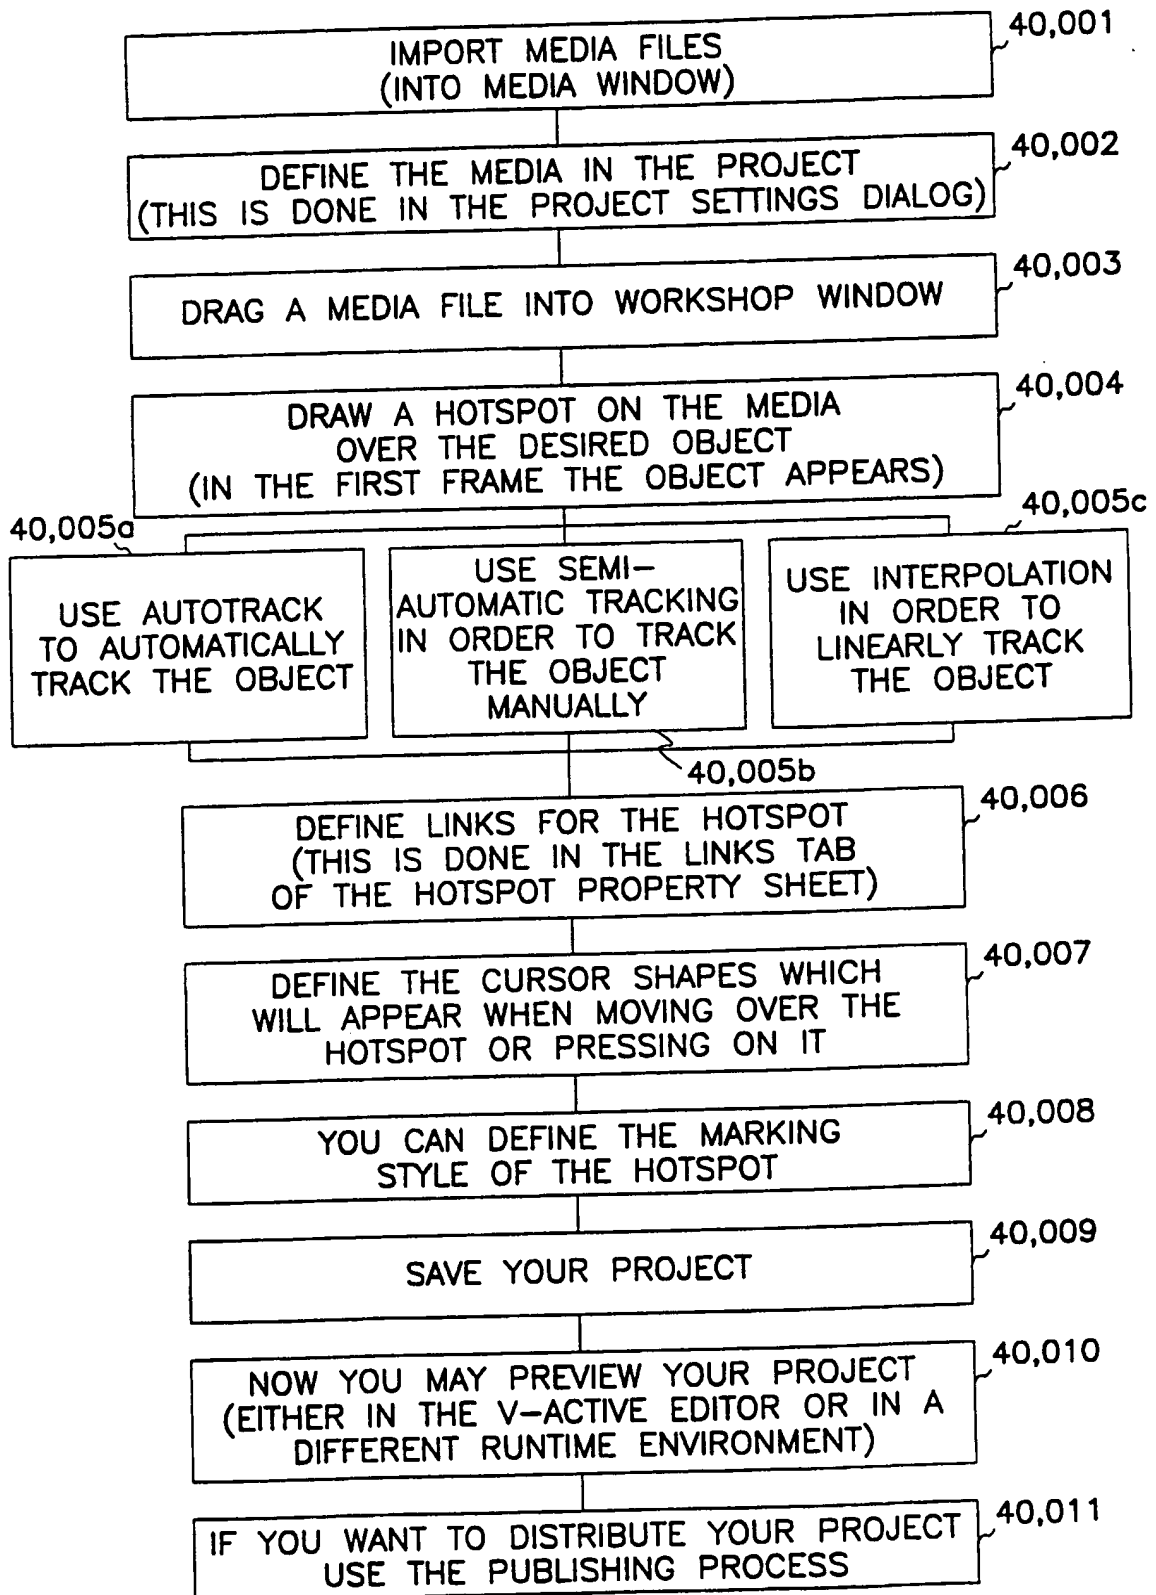 40,001
IMPORT MEDIA FILES
(INTO MEDIA WINDOW)
40,002
DEFINE THE MEDIA IN THE PROJECT
(THIS IS DONE IN THE PROJECT SETTINGS DIALOG)
40,003
DRAG A MEDIA FILE INTO WORKSHOP WINDOW
40,004
DRAW A HOTSPOT ON THE MEDIA
OVER THE DESIRED OBJECT
(IN THE FIRST FRAME THE OBJECT APPEARS)
40,005a
USE AUTOTRACK
TO AUTOMATICALLY
TRACK THE OBJECT
USE SEMI-
AUTOMATIC TRACKING
IN ORDER TO TRACK
THE OBJECT
MANUALLY
40,005b
40,005c
USE INTERPOLATION
IN ORDER TO
LINEARLY TRACK
THE OBJECT
40,006
DEFINE LINKS FOR THE HOTSPOT
(THIS IS DONE IN THE LINKS TAB
OF THE HOTSPOT PROPERTY SHEET)
40,007
DEFINE THE CURSOR SHAPES WHICH
WILL APPEAR WHEN MOVING OVER THE
HOTSPOT OR PRESSING ON IT
40,008
YOU CAN DEFINE THE MARKING
STYLE OF THE HOTSPOT
40,009
SAVE YOUR PROJECT
40,010
NOW YOU MAY PREVIEW YOUR PROJECT
(EITHER IN THE V-ACTIVE EDITOR OR IN A
DIFFERENT RUNTIME ENVIRONMENT)
40,011
IF YOU WANT TO DISTRIBUTE YOUR PROJECT
USE THE PUBLISHING PROCESS